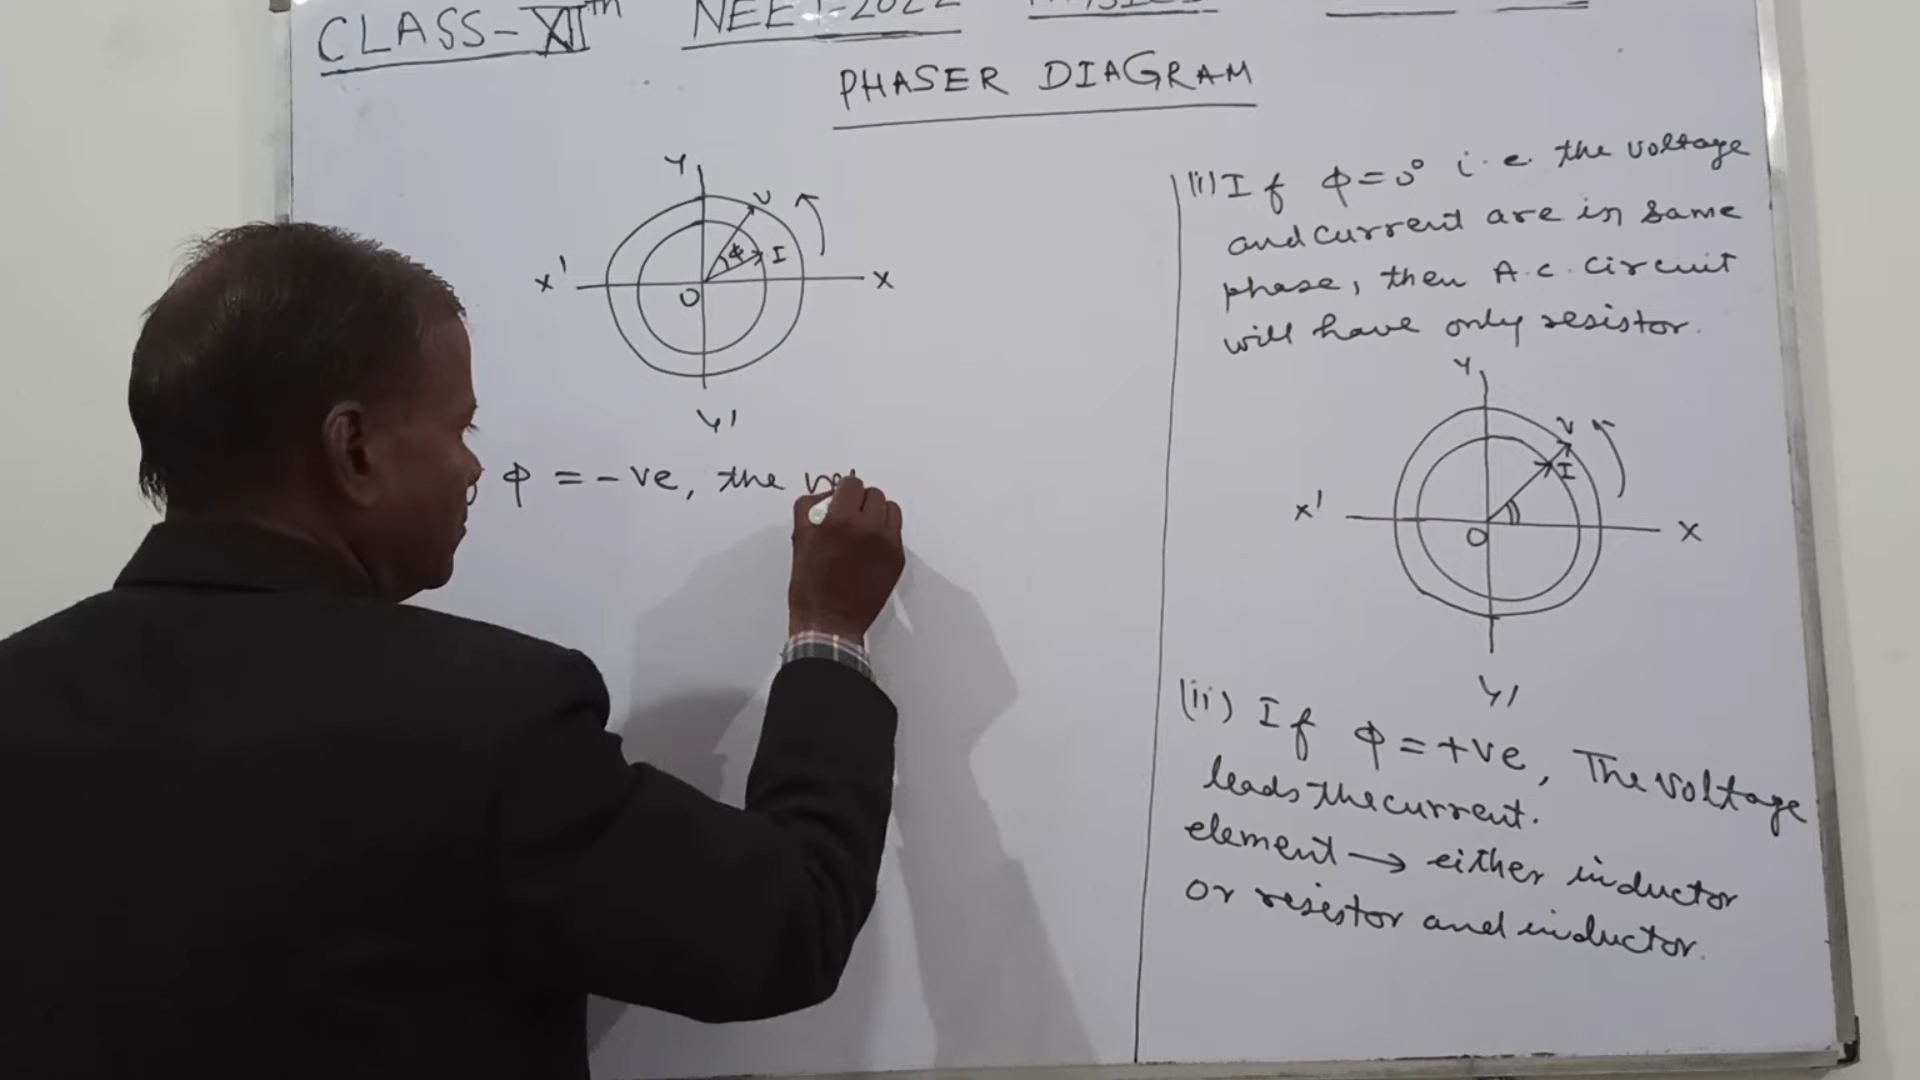 CLASS-XIIth NEET-2022 PHYSICS
PHASER DIAGRAM
Y
V
Φ I
X' O X
Y'
Φ = -ve, the
(i) If Φ=0° i.e. the voltage
and current are in same
phase, then A.c. circuit
will have only resistor.
Y
V
I
X' O X
Y'
(ii) If Φ = +ve, The voltage
leads the current.
element → either inductor
or resistor and inductor.